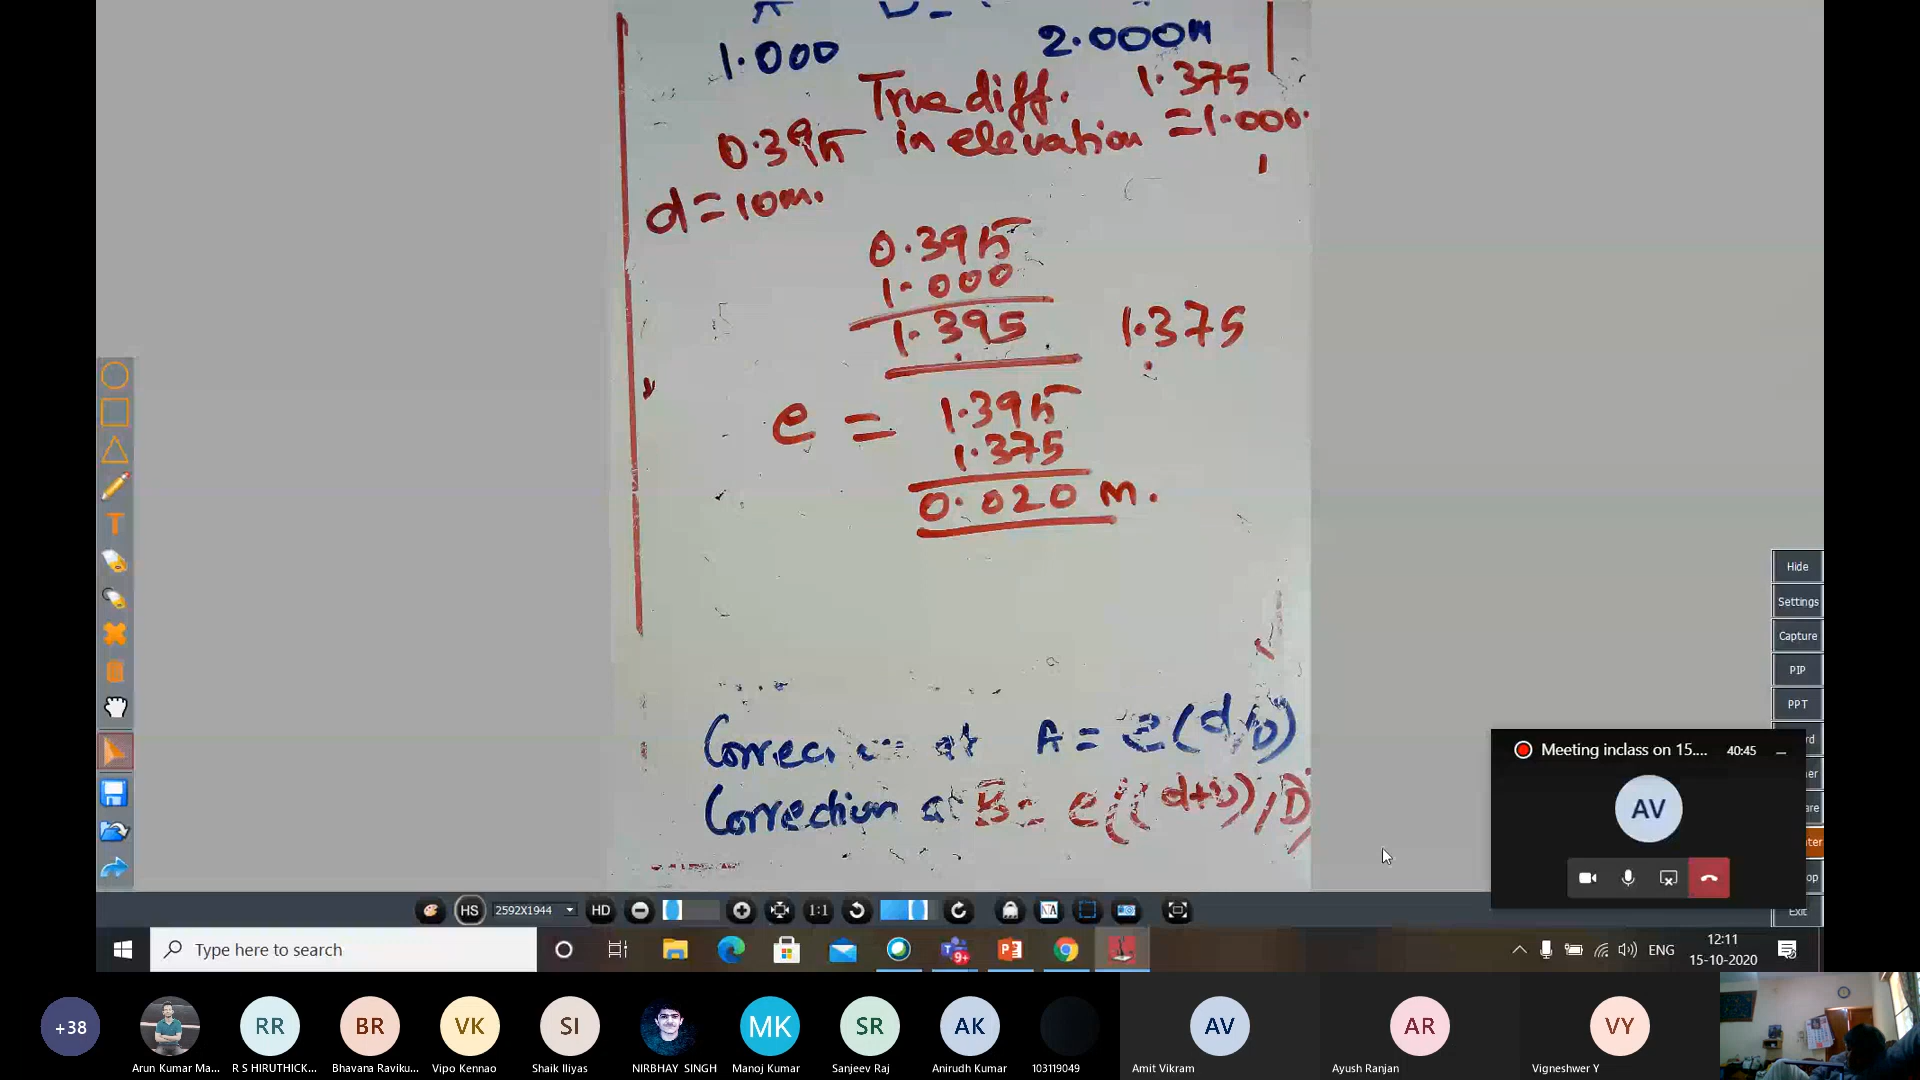 1.000
2.000m
True diff. 1.375
0.395 in elevation = 1.000.
d = 10m.
0.395
1.000
1.395
1.375
e = 1.395
1.375
0.020 m.
at A = e(d/D)
Correction at B = e((d+D)/D)
Hide
Settings
Capture
PIP
PPT
Exit
Meeting inclass on 15.... 40:45
AV
HS
2592X1944
HD
1:1
Type here to search
9+
ENG
12:11
15-10-2020
+38
RR
BR
VK
SI
MK
SR
AK
AV
AR
VY
Arun Kumar Ma...
R S HIRUTHICK...
Bhavana Raviku...
Vipo Kennao
Shaik Iliyas
NIRBHAY SINGH
Manoj Kumar
Sanjeev Raj
Anirudh Kumar
103119049
Amit Vikram
Ayush Ranjan
Vigneshwer Y